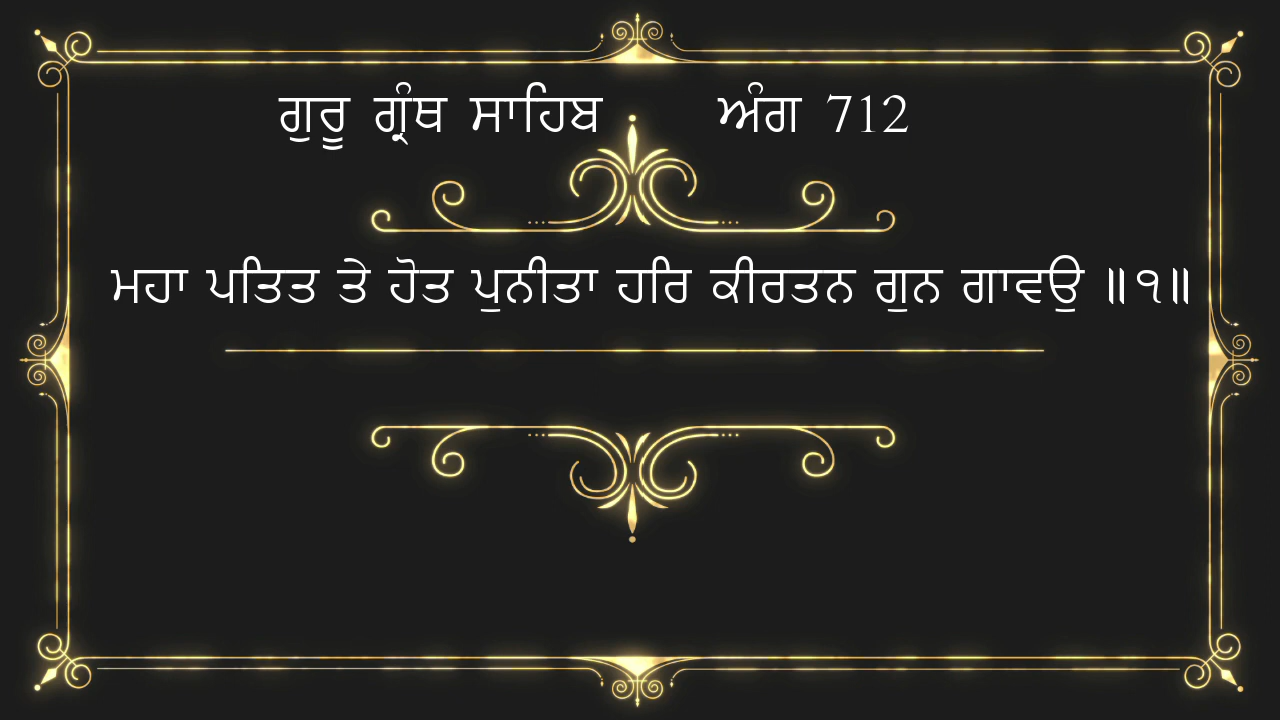 ਗੁਰੂ ਗ੍ਰੰਥ ਸਾਹਿਬ ਅੰਗ 712
ਮਹਾ ਪਤਿਤ ਤੇ ਹੋਤ ਪੁਨੀਤਾ ਹਰਿ ਕੀਰਤਨ ਗੁਨ ਗਾਵਉ ॥੧॥